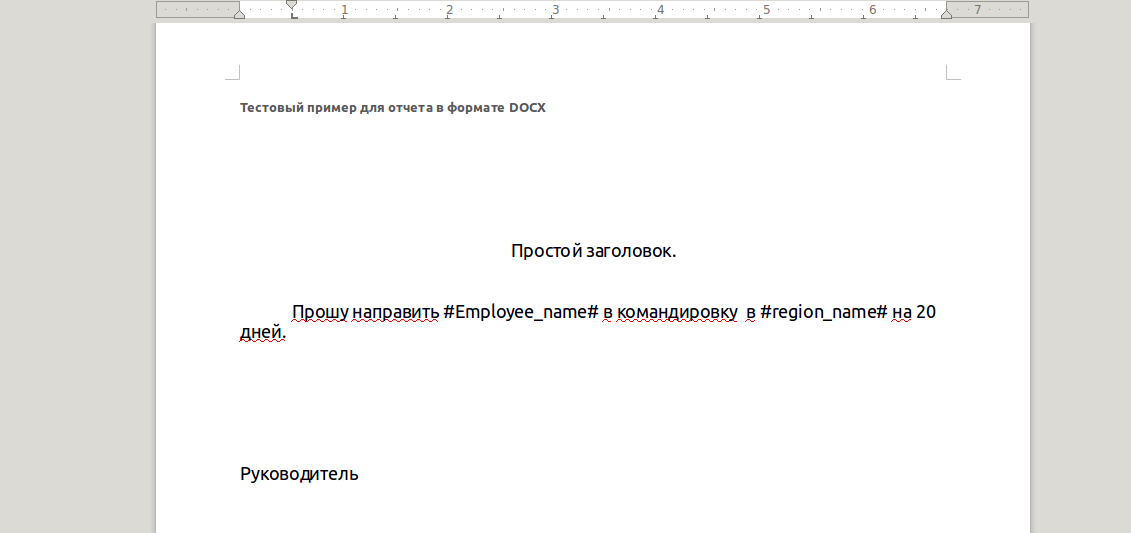 1 2 3 4 5 6 7
Тестовый пример для отчета в формате DOCX
Простой заголовок.
Прошу направить #Employee_name# в командировку  в #region_name# на 20
дней.
Руководитель